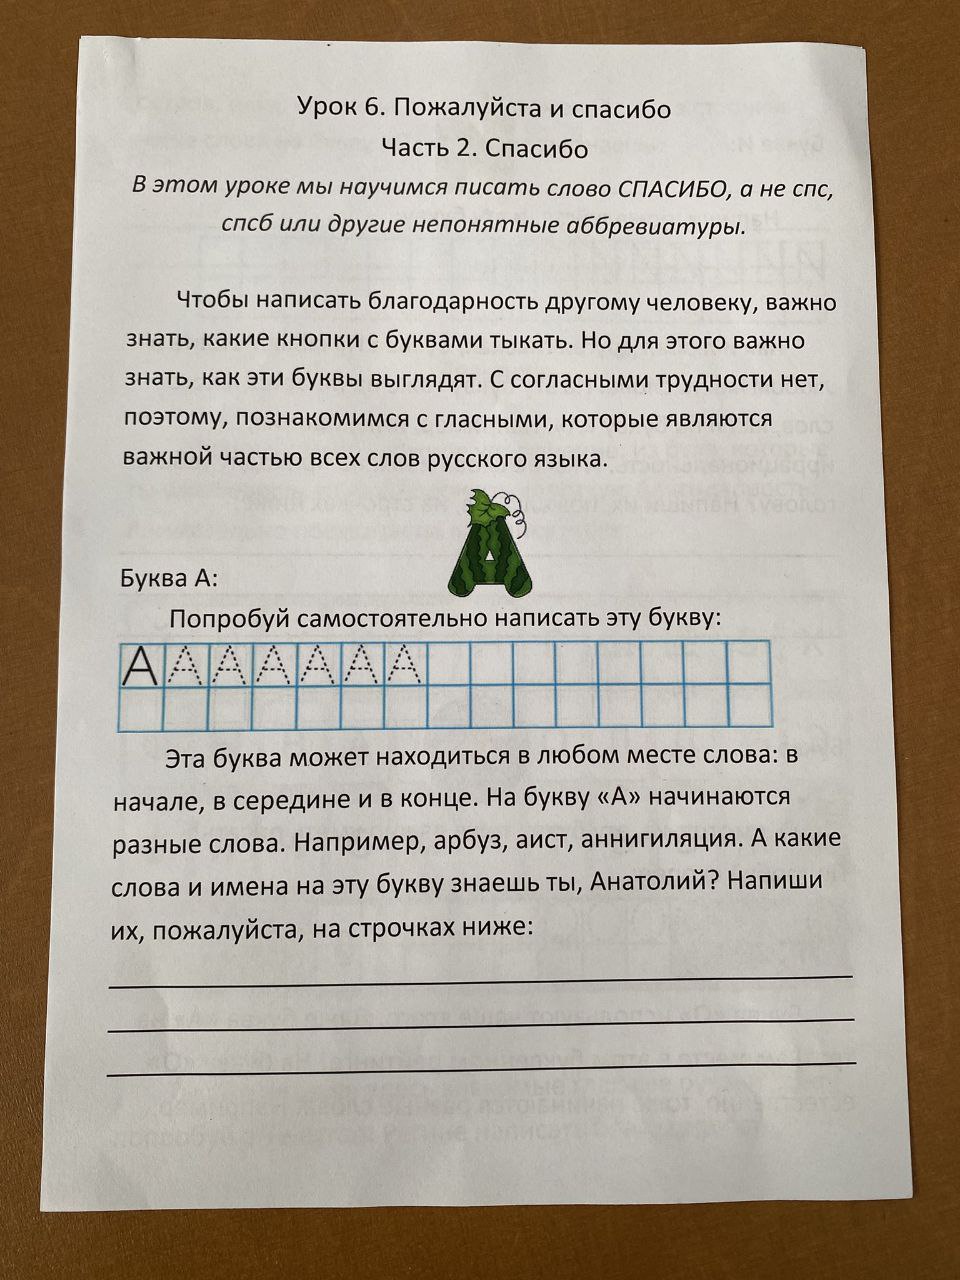 Урок 6. Пожалуйста и спасибо
Часть 2. Спасибо
В этом уроке мы научимся писать слово СПАСИБО, а не спс,
спсб или другие непонятные аббревиатуры.
Чтобы написать благодарность другому человеку, важно
знать, какие кнопки с буквами тыкать. Но для этого важно
знать, как эти буквы выглядят. С согласными трудности нет,
поэтому, познакомимся с гласными, которые являются
важной частью всех слов русского языка.
А
Буква А:
Попробуй самостоятельно написать эту букву:
А А А А А А А
Эта буква может находиться в любом месте слова: в
начале, в середине и в конце. На букву «А» начинаются
разные слова. Например, арбуз, аист, аннигиляция. А какие
слова и имена на эту букву знаешь ты, Анатолий? Напиши
их, пожалуйста, на строчках ниже: